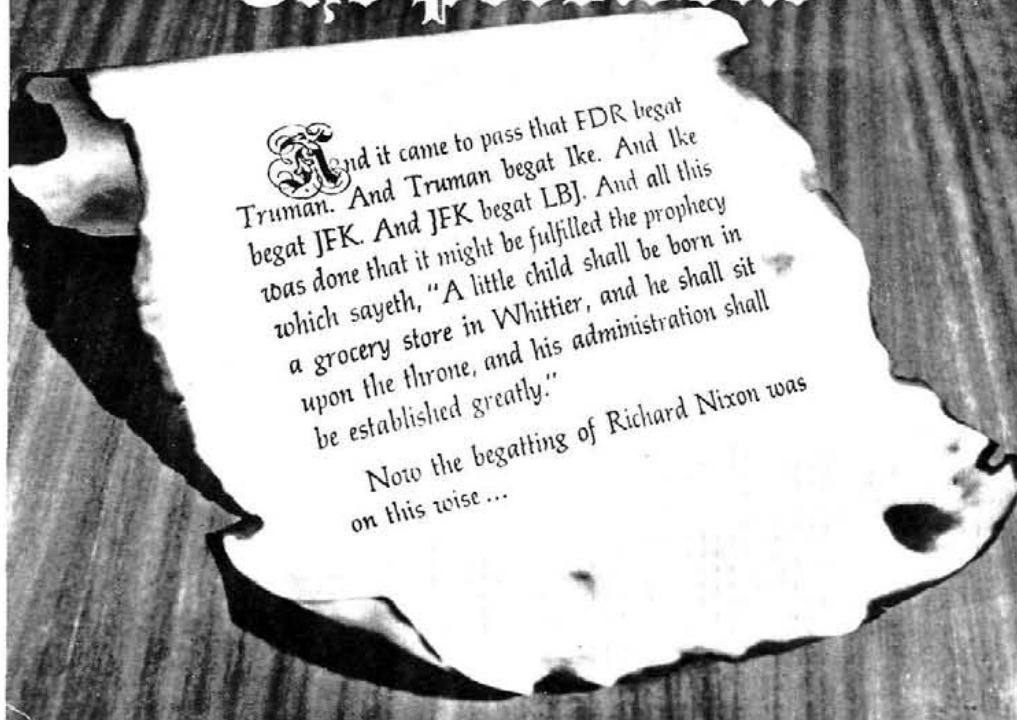 And it came to pass that FDR begat
Truman. And Truman begat Ike. And Ike
begat JFK. And JFK begat LBJ. And all this
was done that it might be fulfilled the prophecy
which sayeth, “A little child shall be born in
a grocery store in Whittier, and he shall sit
upon the throne, and his administration shall
be established greatly.”
Now the begatting of Richard Nixon was
on this wise ...